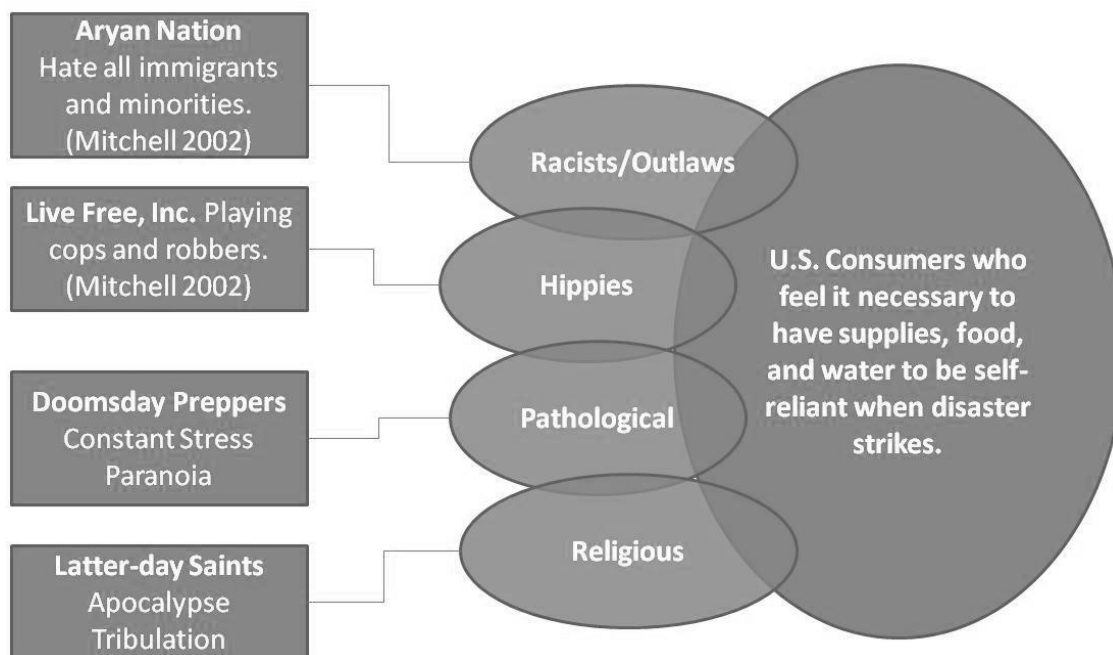 Aryan Nation
Hate all immigrants
and minorities.
(Mitchell 2002)
Live Free, Inc. Playing
cops and robbers.
(Mitchell 2002)
Doomsday Preppers
Constant Stress
Paranoia
Latter-day Saints
Apocalypse
Tribulation
Racists/Outlaws
Hippies
Pathological
Religious
U.S. Consumers who
feel it necessary to
have supplies, food,
and water to be self-
reliant when disaster
strikes.